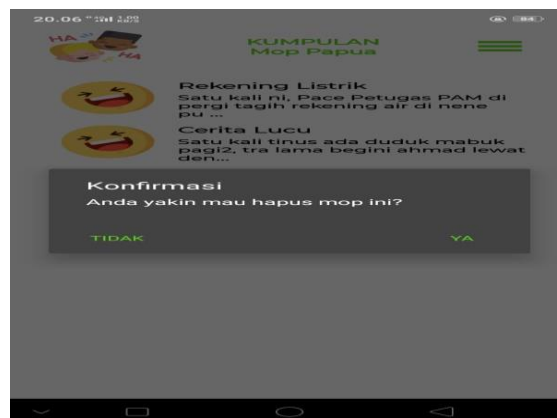 20.06
HA
HA
KUMPULAN
Mop Papua
Rekening Listrik
Satu kali ni, Pace Petugas PAM di
pergi tagih rekening air di nene
pu ...
Cerita Lucu
Satu kali tinus ada duduk mabuk
pagi2, tra lama begini ahmad lewat
den...
Konfirmasi
Anda yakin mau hapus mop ini?
TIDAK
YA